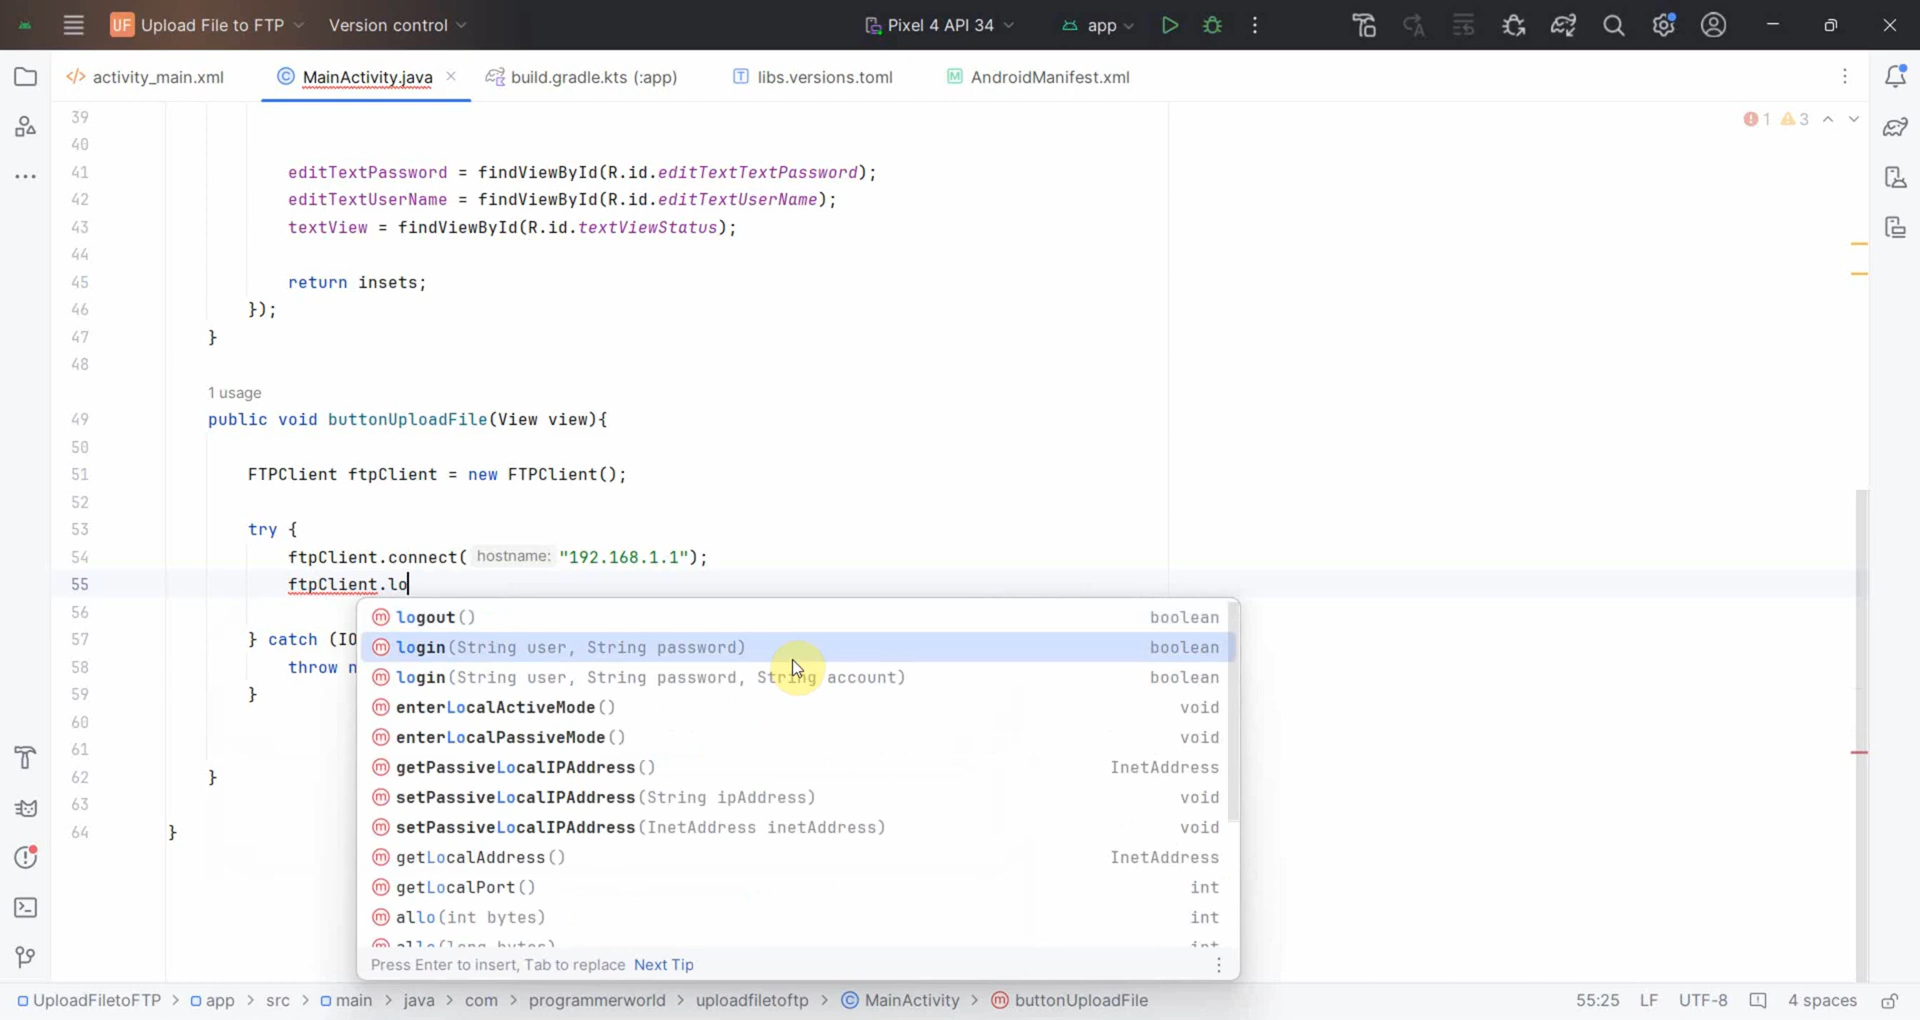 UF Upload File to FTP Version control Pixel 4 API 34 app
activity_main.xml MainActivity.java build.gradle.kts (:app) libs.versions.toml AndroidManifest.xml
39 1 3
40
41 editTextPassword = findViewById(R.id.editTextTextPassword);
42 editTextUserName = findViewById(R.id.editTextUserName);
43 textView = findViewById(R.id.textViewStatus);
44
45 return insets;
46 });
47 }
48
1 usage
49 public void buttonUploadFile(View view){
50
51 FTPClient ftpClient = new FTPClient();
52
53 try {
54 ftpClient.connect( hostname: "192.168.1.1");
55 ftpClient.lo
56 logout() boolean
57 } catch (IO login(String user, String password) boolean
58 throw n login(String user, String password, String account) boolean
59 } enterLocalActiveMode() void
60 enterLocalPassiveMode() void
61 getPassiveLocalIPAddress() InetAddress
62 } setPassiveLocalIPAddress(String ipAddress) void
63 setPassiveLocalIPAddress(InetAddress inetAddress) void
64 } getLocalAddress() InetAddress
getLocalPort() int
allo(int bytes) int
allo(long bytes) int
Press Enter to insert, Tab to replace Next Tip
UploadFiletoFTP > app > src > main > java > com > programmerworld > uploadfiletoftp > MainActivity > buttonUploadFile 55:25 LF UTF-8 4 spaces